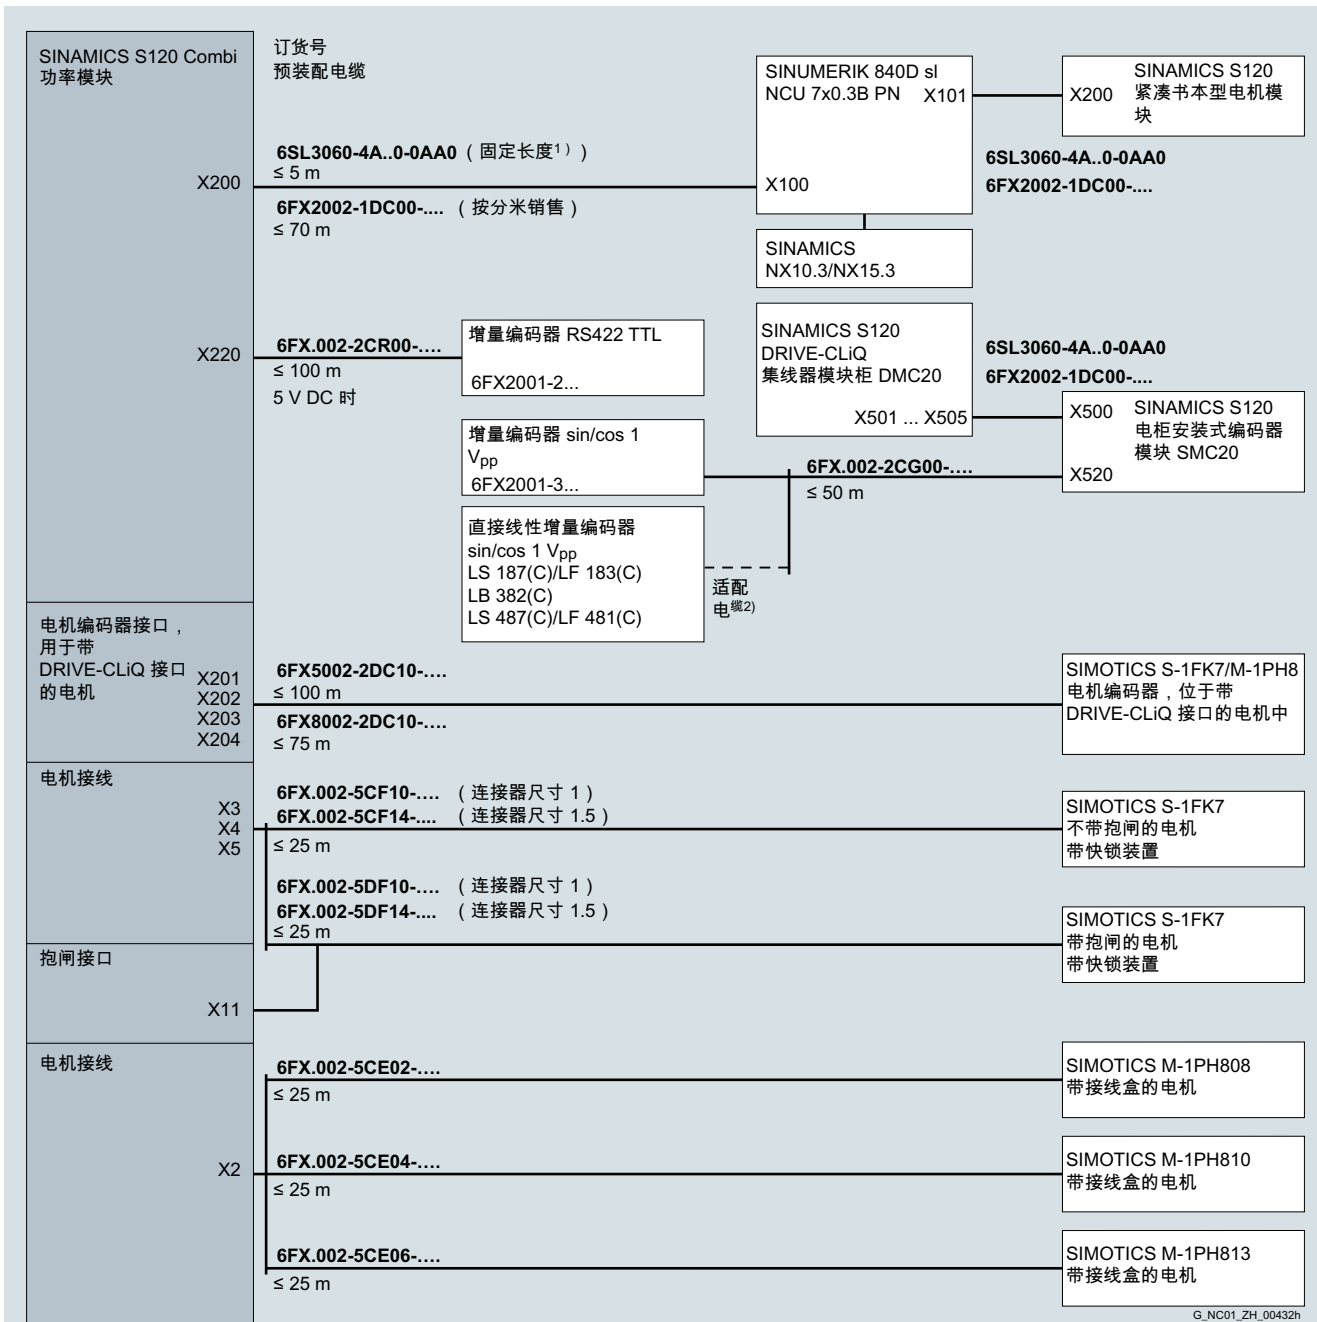 SINAMICS S120 Combi
功率模块
订货号
预装配电缆
SINUMERIK 840D sl
NCU 7x0.3B PN X101
X100
X200 SINAMICS S120
紧凑书本型电机模
块
6SL3060-4A..0-0AA0
6FX2002-1DC00-....
X200
6SL3060-4A..0-0AA0 (固定长度1))
≤ 5 m
6FX2002-1DC00-.... (按分米销售)
≤ 70 m
SINAMICS
NX10.3/NX15.3
X220
6FX.002-2CR00-....
≤ 100 m
5 V DC 时
增量编码器 RS422 TTL
6FX2001-2...
SINAMICS S120
DRIVE-CLiQ
集线器模块柜 DMC20
X501 ... X505
6SL3060-4A..0-0AA0
6FX2002-1DC00-....
X500 SINAMICS S120
电柜安装式编码器
模块 SMC20
X520
增量编码器 sin/cos 1
Vpp
6FX2001-3...
6FX.002-2CG00-....
≤ 50 m
直接线性增量编码器
sin/cos 1 Vpp
LS 187(C)/LF 183(C)
LB 382(C)
LS 487(C)/LF 481(C)
适配
电缆2)
电机编码器接口，
用于带
DRIVE-CLiQ 接口
的电机
X201
X202
X203
X204
6FX5002-2DC10-....
≤ 100 m
6FX8002-2DC10-....
≤ 75 m
SIMOTICS S-1FK7/M-1PH8
电机编码器，位于带
DRIVE-CLiQ 接口的电机中
电机接线
X3
X4
X5
6FX.002-5CF10-.... (连接器尺寸 1)
6FX.002-5CF14-.... (连接器尺寸 1.5)
≤ 25 m
SIMOTICS S-1FK7
不带抱闸的电机
带快锁装置
6FX.002-5DF10-.... (连接器尺寸 1)
6FX.002-5DF14-.... (连接器尺寸 1.5)
≤ 25 m
SIMOTICS S-1FK7
带抱闸的电机
带快锁装置
抱闸接口
X11
电机接线
X2
6FX.002-5CE02-....
≤ 25 m
SIMOTICS M-1PH808
带接线盒的电机
6FX.002-5CE04-....
≤ 25 m
SIMOTICS M-1PH810
带接线盒的电机
6FX.002-5CE06-....
≤ 25 m
SIMOTICS M-1PH813
带接线盒的电机
G_NC01_ZH_00432h